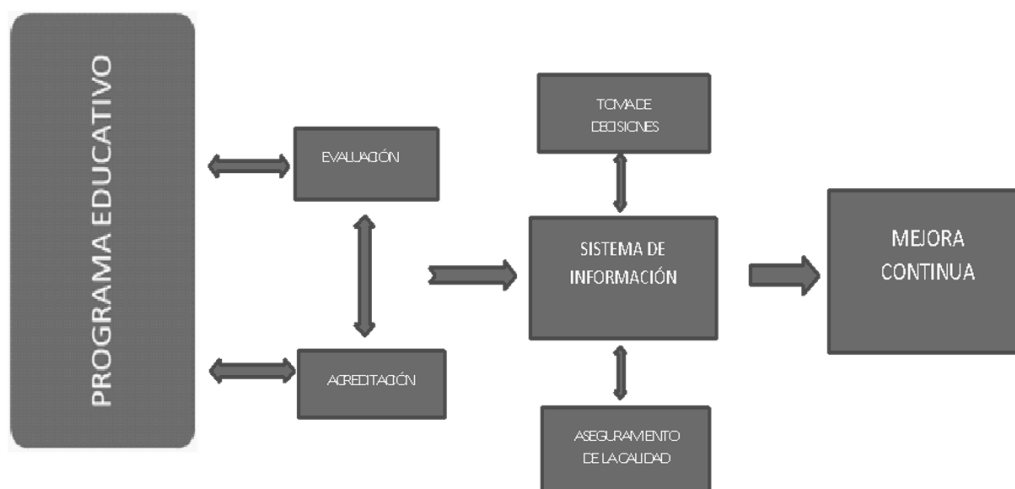 PROGRAMA EDUCATIVO
EVALUACIÓN
ACREDITACIÓN
TOMA DE
DECISIONES
SISTEMA DE
INFORMACIÓN
ASEGURAMIENTO
DE LA CALIDAD
MEJORA
CONTINUA